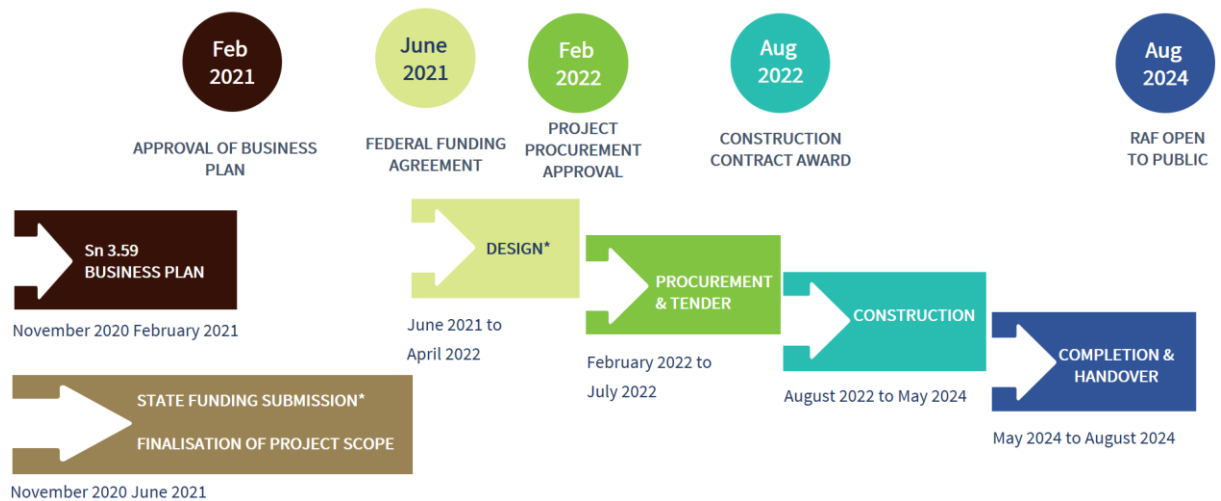 Feb
2021
June
2021
Feb
2022
Aug
2022
Aug
2024
APPROVAL OF BUSINESS
PLAN
FEDERAL FUNDING
AGREEMENT
PROJECT
PROCUREMENT
APPROVAL
CONSTRUCTION
CONTRACT AWARD
RAF OPEN
TO PUBLIC
Sn 3.59
BUSINESS PLAN
November 2020 February 2021
DESIGN*
June 2021 to
April 2022
PROCUREMENT
& TENDER
February 2022 to
July 2022
CONSTRUCTION
August 2022 to May 2024
COMPLETION &
HANDOVER
May 2024 to August 2024
STATE FUNDING SUBMISSION*
FINALISATION OF PROJECT SCOPE
November 2020 June 2021